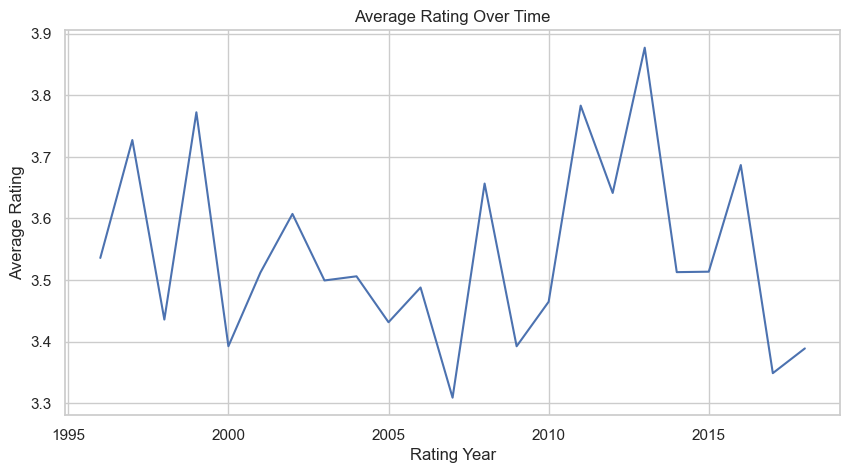 Average Rating Over Time
3.9
3.8
3.7
3.6
3.5
3.4
3.3
Average Rating
1995 2000 2005 2010 2015
Rating Year